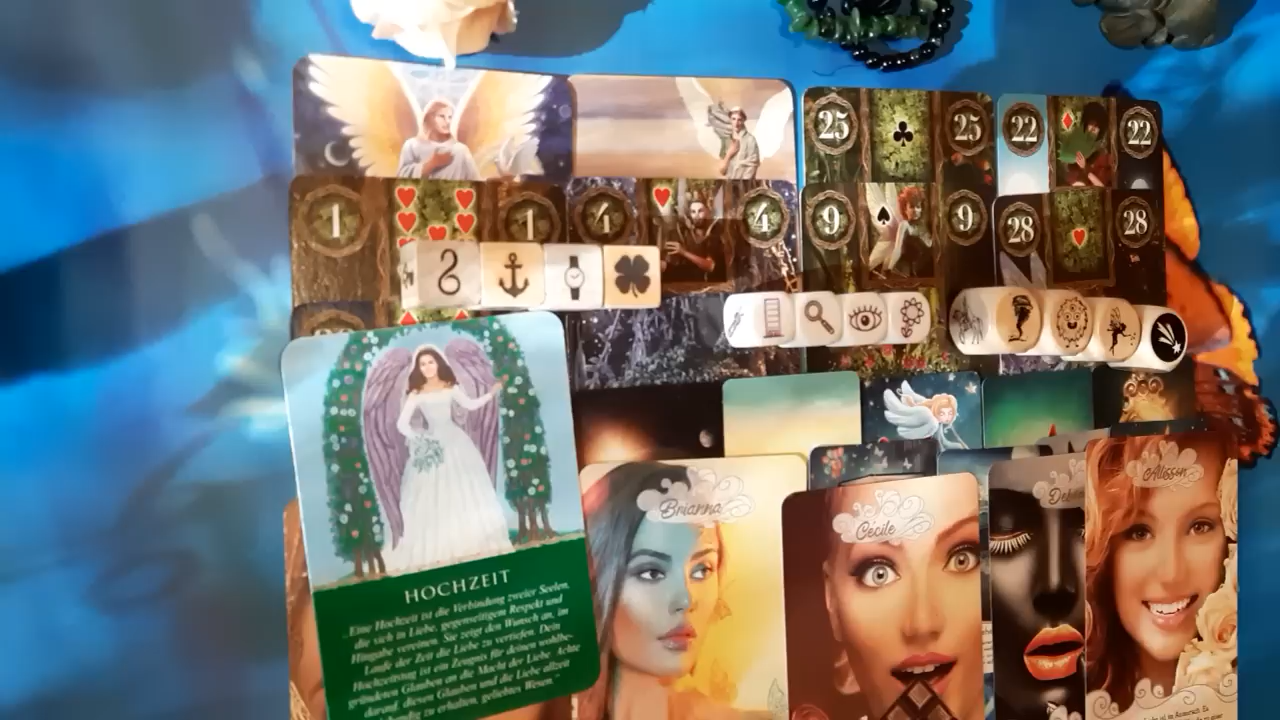 25
25
22
22
1
1
4
4
9
9
28
28
HOCHZEIT
„Eine Hochzeit ist die Verbindung zweier Seelen,
die sich in Liebe, gegenseitigem Respekt und
Hingabe vereinen. Sie zeigt den Wunsch an, im
Laufe der Zeit die Liebe zu vertiefen. Dein
Hochzeitstag ist ein Zeugnis für deinen wohlbe-
gründeten Glauben an die Macht der Liebe. Achte
darauf, diesen Glauben und die Liebe allzeit
zu erhalten, geliebtes Wesen."
Brianna
Cécile
Alisson